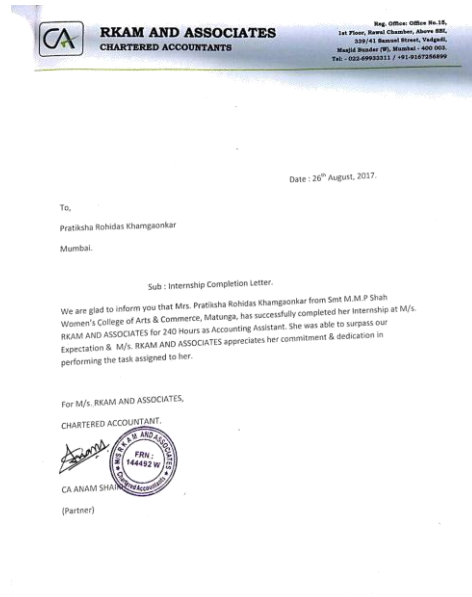 CA
RKAM AND ASSOCIATES
CHARTERED ACCOUNTANTS
Reg. Office: Office No.15,
1st Floor, Rawal Chamber, Above SBI,
339/41 Samuel Street, Vadgadi,
Masjid Bunder (W), Mumbai - 400 003.
Tel: - 022-69933311 / +91-9167256899
Date : 26th August, 2017.
To,
Pratiksha Rohidas Khamgaonkar
Mumbai.
Sub : Internship Completion Letter.
We are glad to inform you that Mrs. Pratiksha Rohidas Khamgaonkar from Smt M.M.P Shah
Women's College of Arts & Commerce, Matunga, has successfully completed her Internship at M/s.
RKAM AND ASSOCIATES for 240 Hours as Accounting Assistant. She was able to surpass our
Expectation & M/s. RKAM AND ASSOCIATES appreciates her commitment & dedication in
performing the task assigned to her.
For M/s. RKAM AND ASSOCIATES,
CHARTERED ACCOUNTANT.
Anam
M/S RKAM AND ASSOCIATES
FRN :
144492 W
Chartered Accountants
CA ANAM SHAIKH
(Partner)